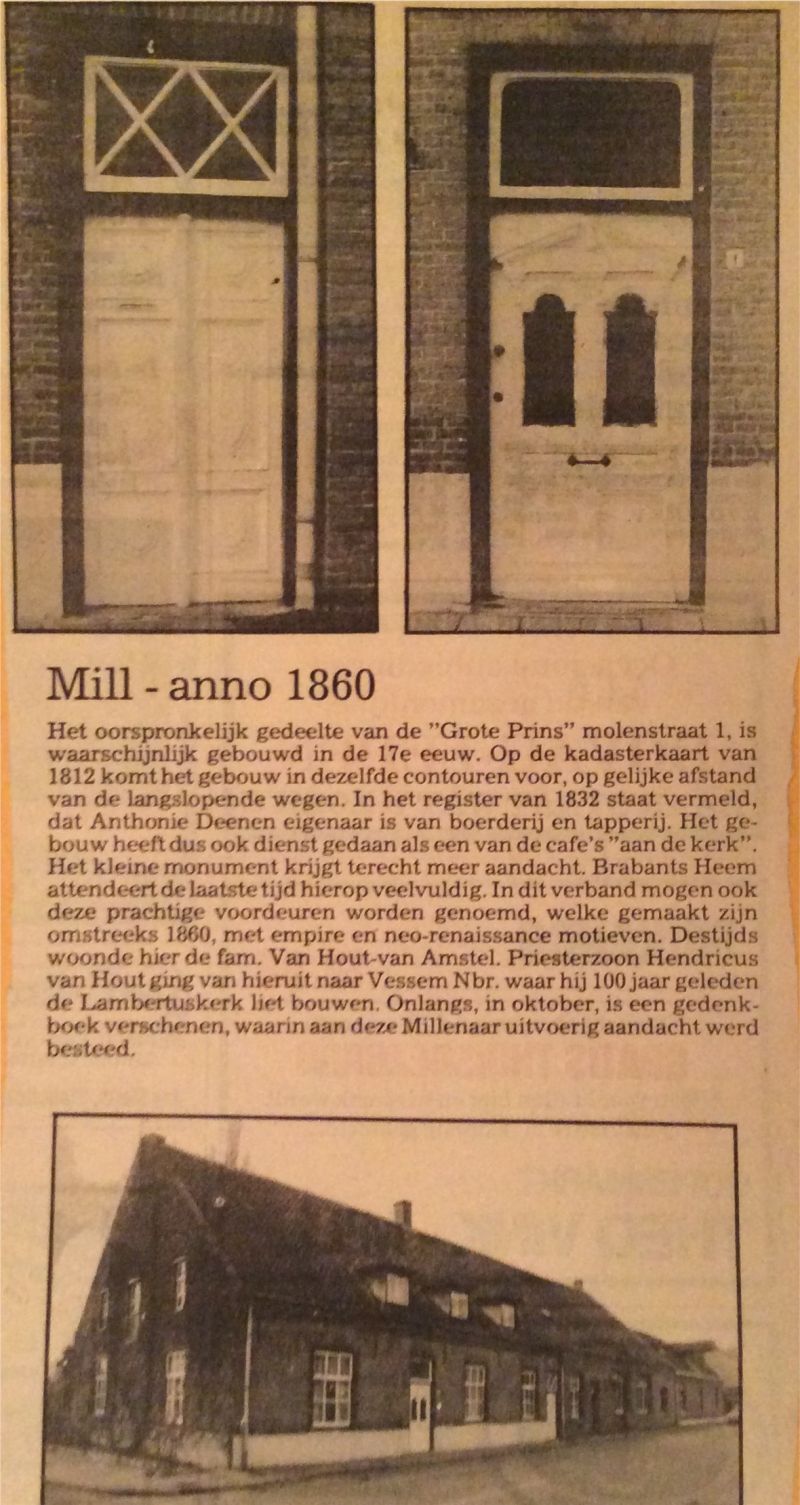 Mill - anno 1860
Het oorspronkelijk gedeelte van de "Grote Prins" molenstraat 1, is
waarschijnlijk gebouwd in de 17e eeuw. Op de kadasterkaart van
1812 komt het gebouw in dezelfde contouren voor, op gelijke afstand
van de langslopende wegen. In het register van 1832 staat vermeld,
dat Anthonie Deenen eigenaar is van boerderij en tapperij. Het ge-
bouw heeft dus ook dienst gedaan als een van de cafe's "aan de kerk".
Het kleine monument krijgt terecht meer aandacht. Brabants Heem
attendeert de laatste tijd hierop veelvuldig. In dit verband mogen ook
deze prachtige voordeuren worden genoemd, welke gemaakt zijn
omstreeks 1860, met empire en neo-renaissance motieven. Destijds
woonde hier de fam. Van Hout-van Amstel. Priesterzoon Hendricus
van Hout ging van hieruit naar Vessem Nbr. waar hij 100 jaar geleden
de Lambertuskerk liet bouwen. Onlangs, in oktober, is een gedenk-
boek verschenen, waarin aan deze Millenaar uitvoerig aandacht werd
besteed.